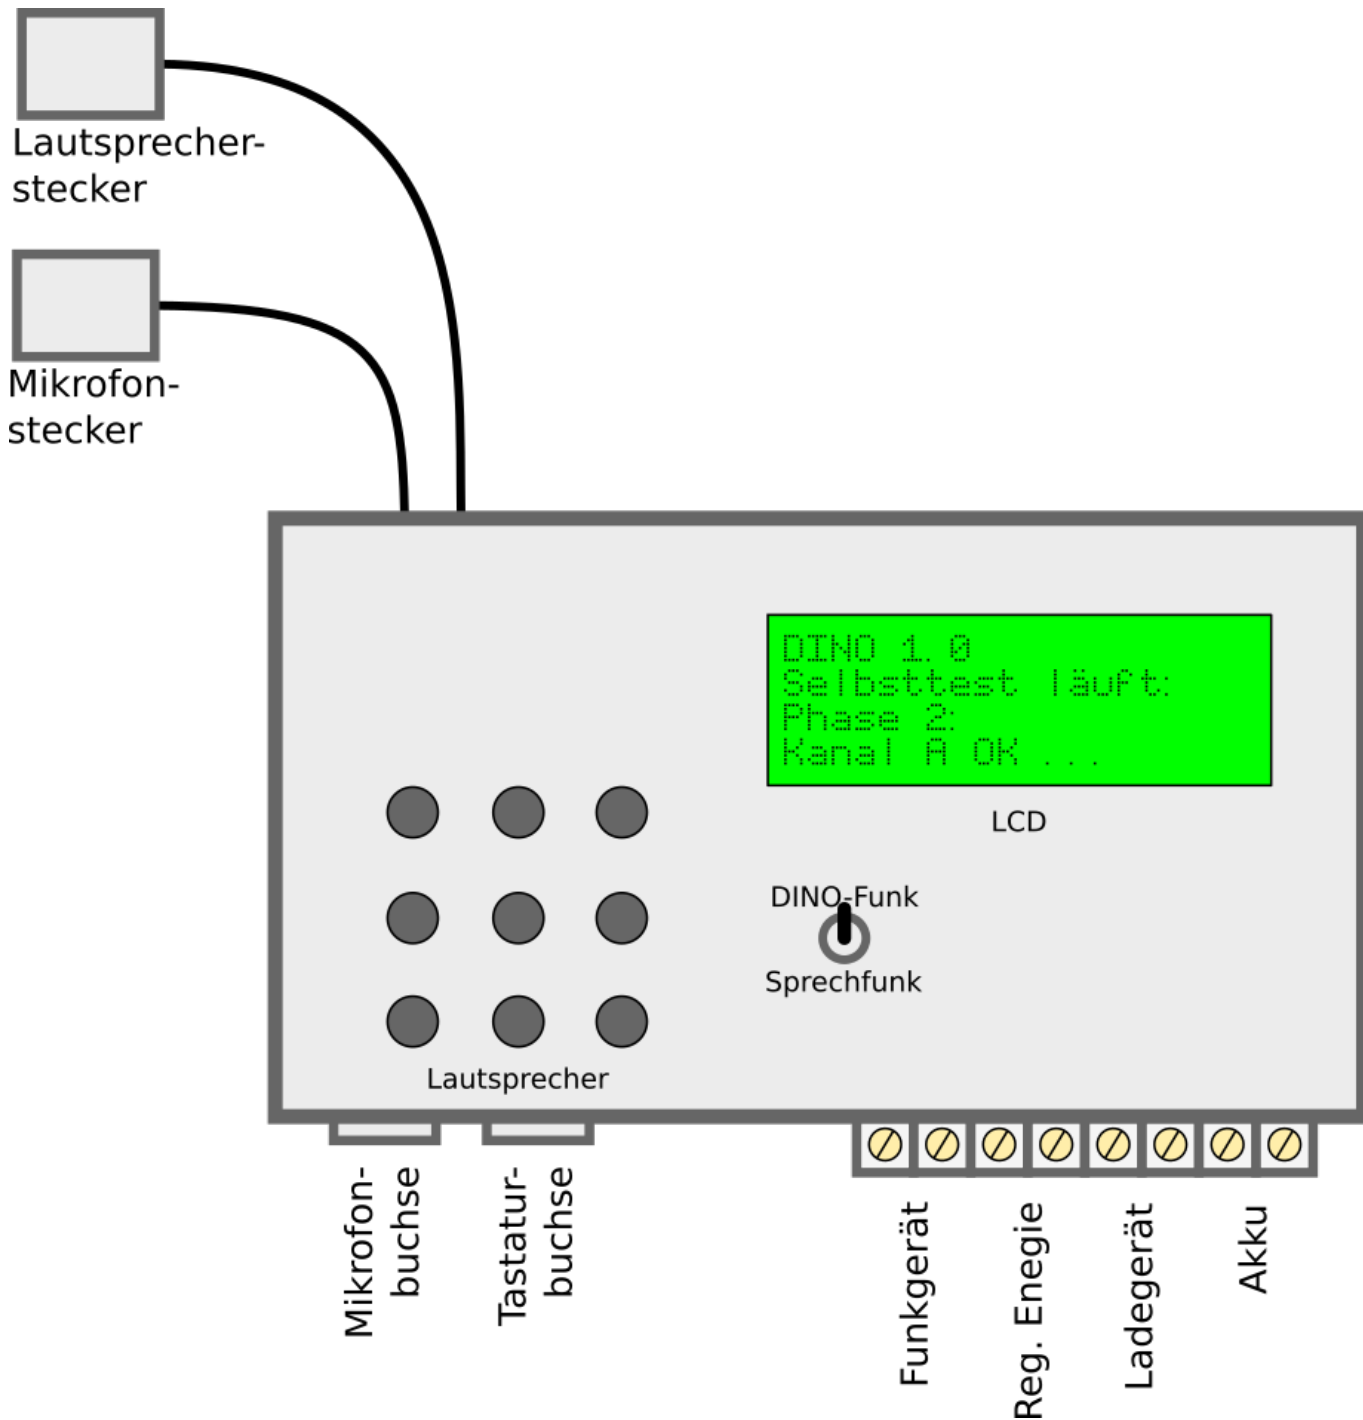 Lautsprecher-
stecker
Mikrofon-
stecker
DINO 1.0
Selbsttest läuft:
Phase 2:
Kanal A OK ...
LCD
DINO-Funk
Sprechfunk
Lautsprecher
Mikrofon-
buchse
Tastatur-
buchse
Funkgerät
Reg. Enegie
Ladegerät
Akku